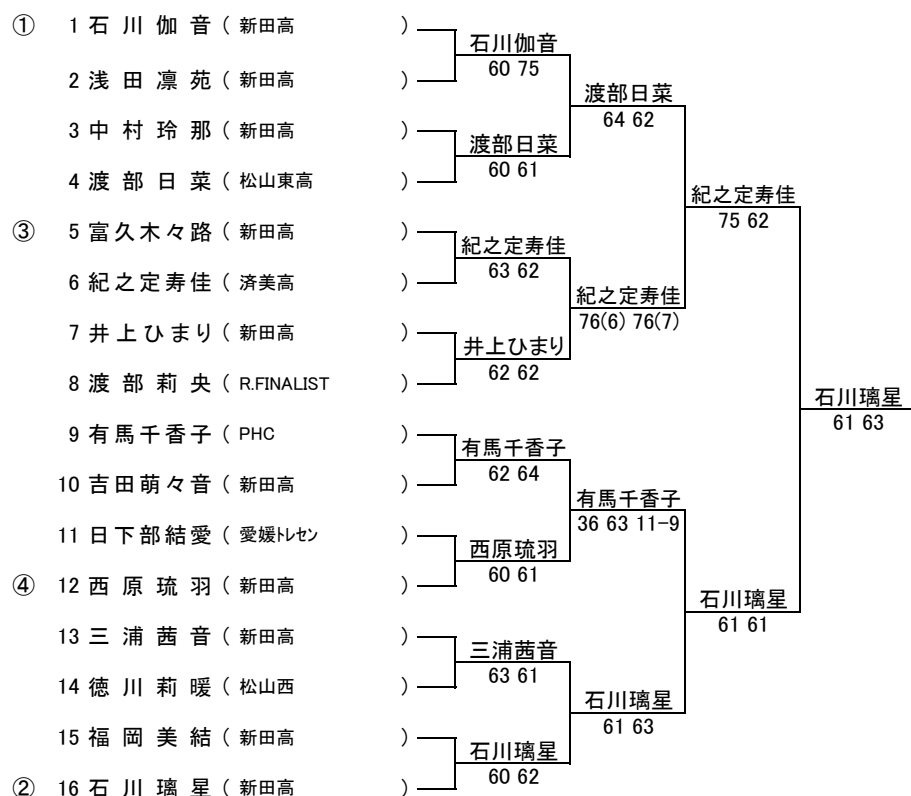 ① 1 石川伽音 ( 新田高 )
石川伽音
60 75
2 浅田凛苑 ( 新田高 )
渡部日菜
64 62
3 中村玲那 ( 新田高 )
渡部日菜
60 61
4 渡部日菜 ( 松山東高 )
紀之定寿佳
75 62
③ 5 富久木々路 ( 新田高 )
紀之定寿佳
63 62
6 紀之定寿佳 ( 済美高 )
紀之定寿佳
76(6) 76(7)
7 井上ひまり ( 新田高 )
井上ひまり
62 62
8 渡部莉央 ( R.FINALIST )
石川璃星
61 63
9 有馬千香子 ( PHC )
有馬千香子
62 64
10 吉田萌々音 ( 新田高 )
有馬千香子
36 63 11-9
11 日下部結愛 ( 愛媛トレセン )
西原琉羽
60 61
④ 12 西原琉羽 ( 新田高 )
石川璃星
61 61
13 三浦茜音 ( 新田高 )
三浦茜音
63 61
14 徳川莉暖 ( 松山西 )
石川璃星
61 63
15 福岡美結 ( 新田高 )
石川璃星
60 62
② 16 石川璃星 ( 新田高 )